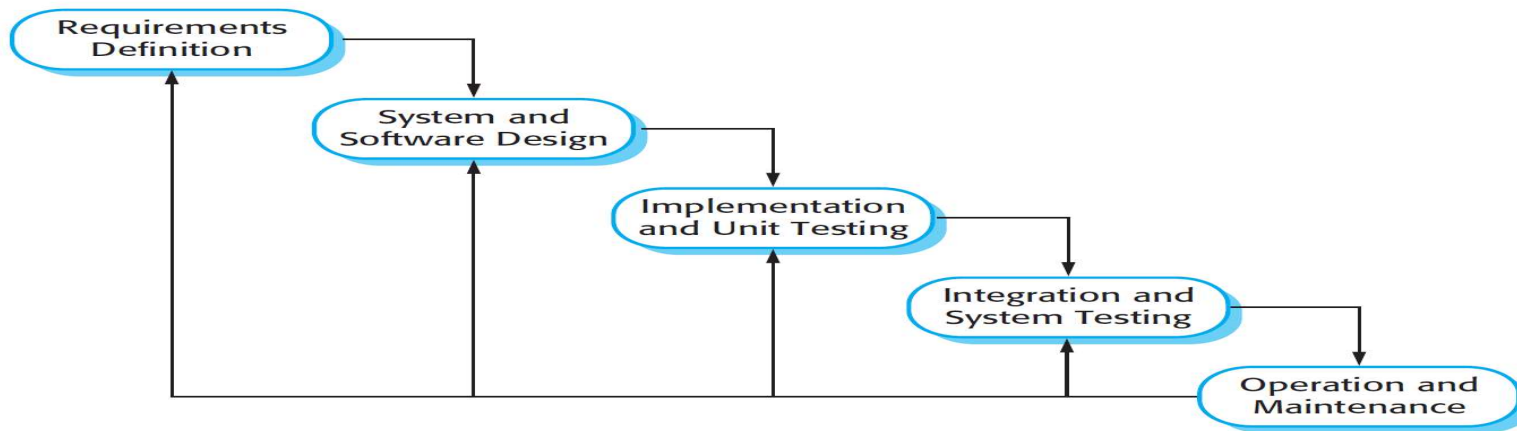 Requirements
Definition
System and
Software Design
Implementation
and Unit Testing
Integration and
System Testing
Operation and
Maintenance